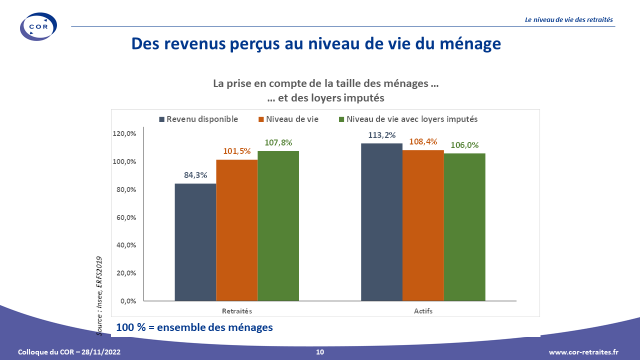 COR
Le niveau de vie des retraités
Des revenus perçus au niveau de vie du ménage
La prise en compte de la taille des ménages ...
... et des loyers imputés
Revenu disponible
Niveau de vie
Niveau de vie avec loyers imputés
120,0%
100,0%
80,0%
60,0%
40,0%
20,0%
0,0%
84,3%
101,5%
107,8%
113,2%
108,4%
106,0%
Retraités
Actifs
Source : Insee, ERFS2019
100 % = ensemble des ménages
Colloque du COR – 28/11/2022
10
www.cor-retraites.fr